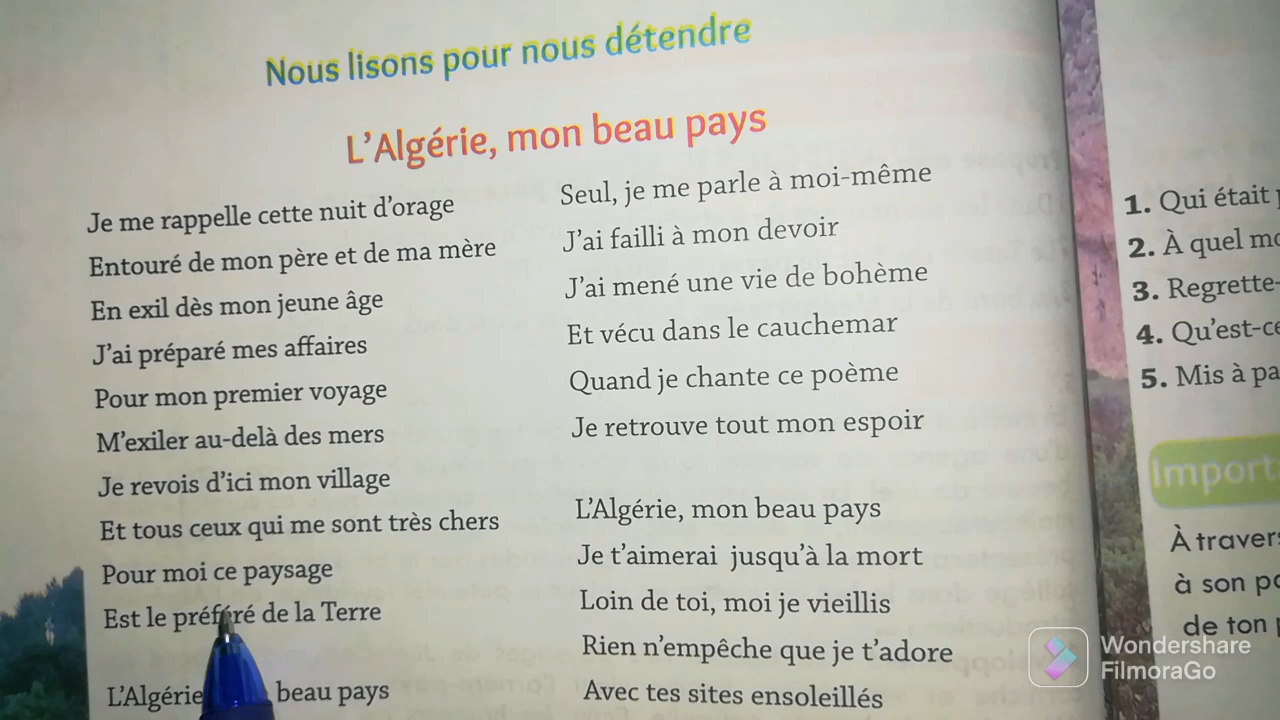 Nous lisons pour nous détendre
L'Algérie, mon beau pays
Je me rappelle cette nuit d'orage
Entouré de mon père et de ma mère
En exil dès mon jeune âge
J'ai préparé mes affaires
Pour mon premier voyage
M'exiler au-delà des mers
Je revois d'ici mon village
Et tous ceux qui me sont très chers
Pour moi ce paysage
Est le préféré de la Terre
L'Algérie beau pays
Seul, je me parle à moi-même
J'ai failli à mon devoir
J'ai mené une vie de bohème
Et vécu dans le cauchemar
Quand je chante ce poème
Je retrouve tout mon espoir
L'Algérie, mon beau pays
Je t'aimerai jusqu'à la mort
Loin de toi, moi je vieillis
Rien n'empêche que je t'adore
Avec tes sites ensoleillés
1. Qui était
2. À quel
3. Regrette-
4. Qu'est-ce
5. Mis à
À
à son
de ton
Wondershare
FilmoraGo